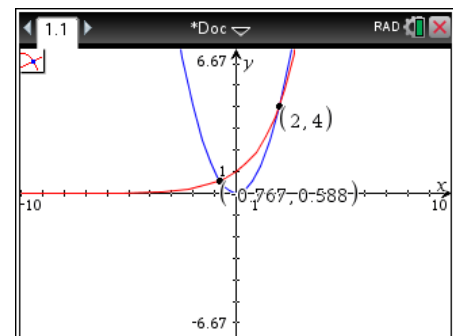 1.1 *Doc RAD
6.67 y
(2,4)
1
(-0.767,0.588) x
-10 1 10
-6.67